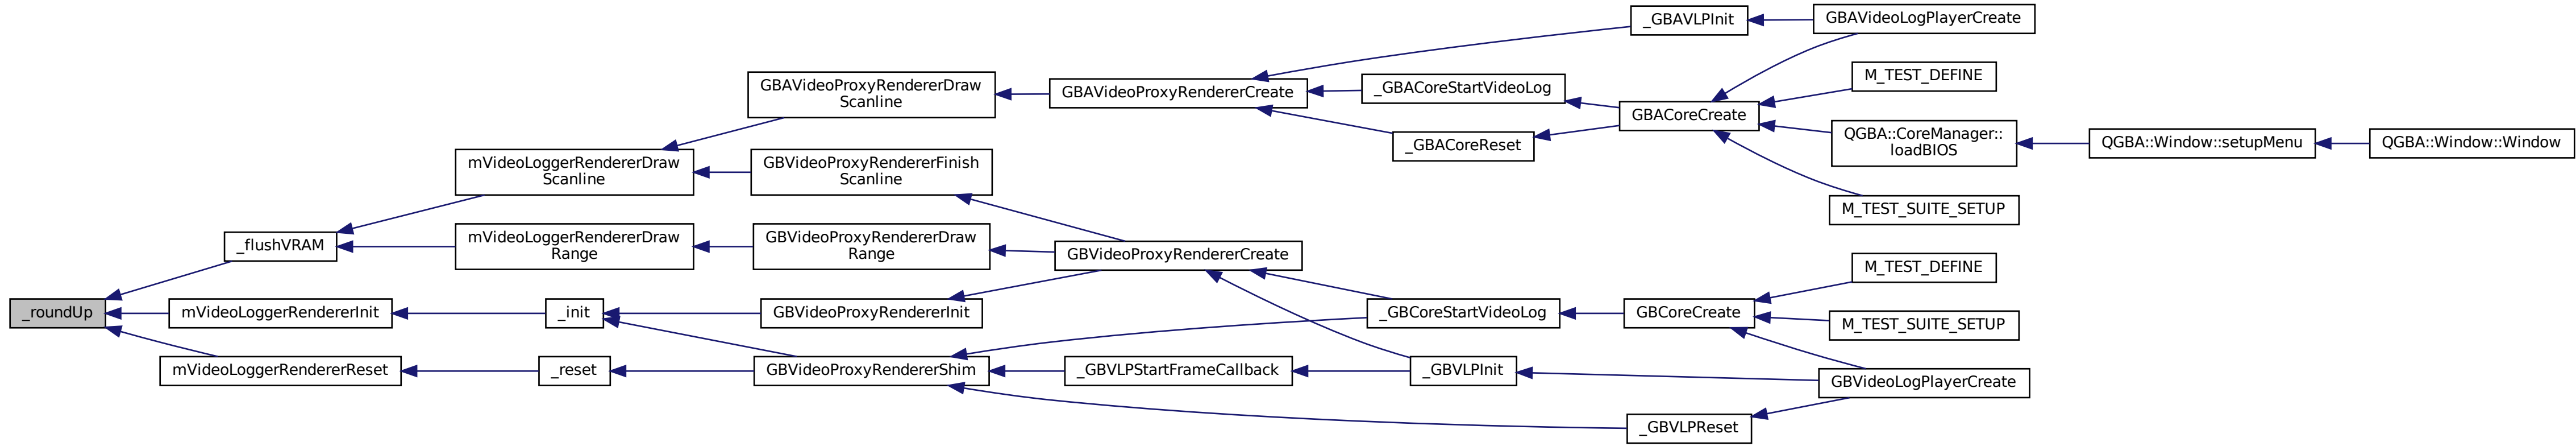 _roundUp
_flushVRAM
mVideoLoggerRendererInit
mVideoLoggerRendererReset
mVideoLoggerRendererDraw
Scanline
mVideoLoggerRendererDraw
Range
_init
_reset
GBAVideoProxyRendererDraw
Scanline
GBVideoProxyRendererFinish
Scanline
GBVideoProxyRendererDraw
Range
GBVideoProxyRendererInit
GBVideoProxyRendererShim
GBAVideoProxyRendererCreate
GBVideoProxyRendererCreate
_GBVLPStartFrameCallback
_GBACoreStartVideoLog
_GBACoreReset
_GBCoreStartVideoLog
_GBVLPInit
_GBAVLPInit
GBACoreCreate
GBCoreCreate
_GBVLPReset
GBAVideoLogPlayerCreate
M_TEST_DEFINE
QGBA::CoreManager::
loadBIOS
M_TEST_SUITE_SETUP
M_TEST_DEFINE
M_TEST_SUITE_SETUP
GBVideoLogPlayerCreate
QGBA::Window::setupMenu
QGBA::Window::Window